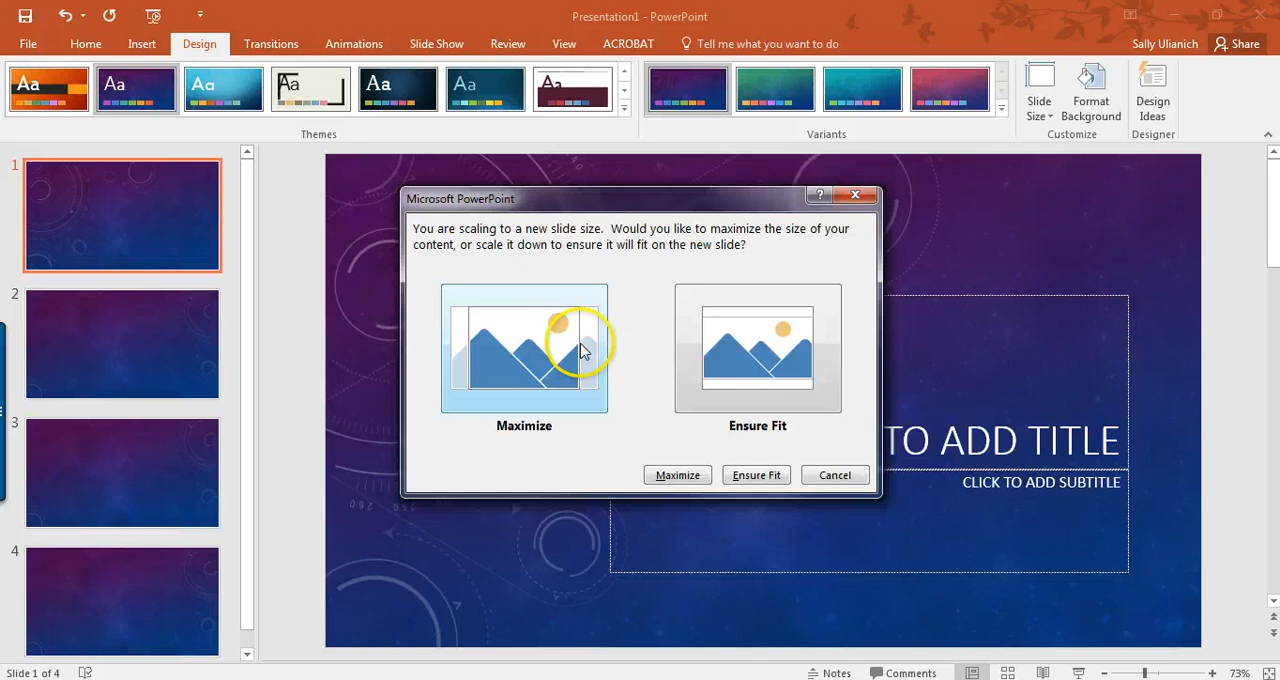 Presentation1 - PowerPoint
File Home Insert Design Transitions Animations Slide Show Review View ACROBAT Tell me what you want to do Sally Ulianich Share
Aa Aa Aa Aa Aa Aa Aa
Slide Size Format Background Design Ideas
Themes Variants Customize Designer
1
2
3
4
Microsoft PowerPoint ?
You are scaling to a new slide size. Would you like to maximize the size of your
content, or scale it down to ensure it will fit on the new slide?
Maximize Ensure Fit
Maximize Ensure Fit Cancel
TO ADD TITLE
CLICK TO ADD SUBTITLE
Slide 1 of 4 Notes Comments 73%